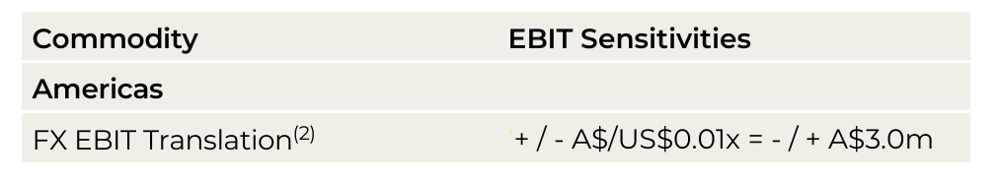 Commodity EBIT Sensitivities
Americas
FX EBIT Translation(2) + / - A$/US$0.01x = - / + A$3.0m